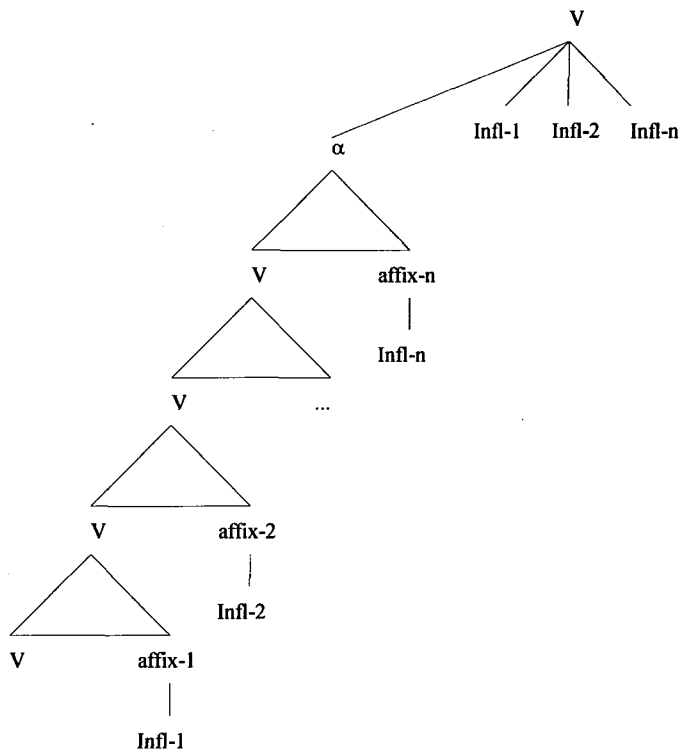 V
Infl-1 Infl-2 Infl-n
α
V affix-n
Infl-n
V ...
V affix-2
Infl-2
V affix-1
Infl-1